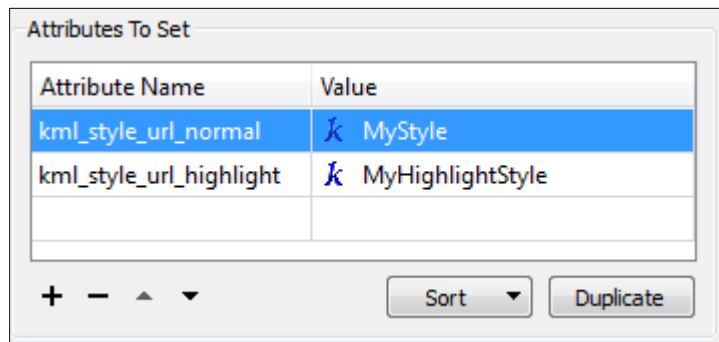 Attributes To Set
Attribute Name Value
kml_style_url_normal k MyStyle
kml_style_url_highlight k MyHighlightStyle
Sort Duplicate